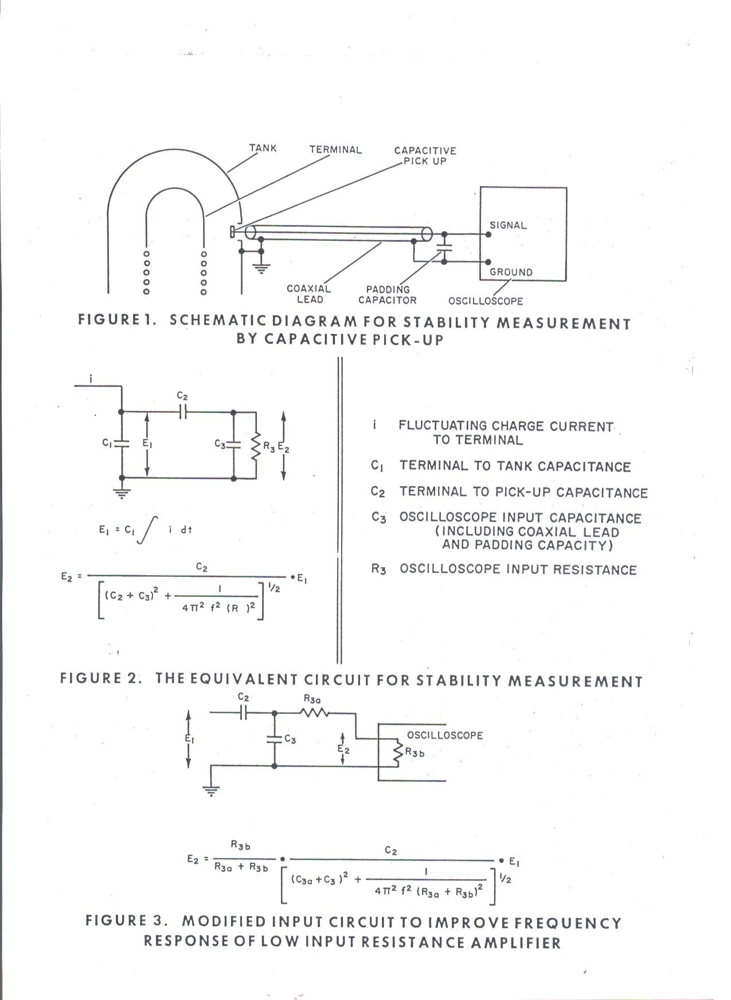 TANK TERMINAL CAPACITIVE
PICK UP
SIGNAL
GROUND
COAXIAL
LEAD
PADDING
CAPACITOR
OSCILLOSCOPE
FIGURE 1. SCHEMATIC DIAGRAM FOR STABILITY MEASUREMENT
BY CAPACITIVE PICK-UP
i
C2
C1
E1
C3
R3
E2
E1 = C1 ∫ i dt
E2 = C2 / [(C2 + C3)² + 1 / 4π² f² (R )²]^1/2 • E1
i FLUCTUATING CHARGE CURRENT
TO TERMINAL
C1 TERMINAL TO TANK CAPACITANCE
C2 TERMINAL TO PICK-UP CAPACITANCE
C3 OSCILLOSCOPE INPUT CAPACITANCE
(INCLUDING COAXIAL LEAD
AND PADDING CAPACITY)
R3 OSCILLOSCOPE INPUT RESISTANCE
FIGURE 2. THE EQUIVALENT CIRCUIT FOR STABILITY MEASUREMENT
C2
R3a
E1
C3
E2
OSCILLOSCOPE
R3b
E2 = R3b / R3a + R3b • C2 / [(C3a + C3)² + 1 / 4π² f² (R3a + R3b)²]^1/2 • E1
FIGURE 3. MODIFIED INPUT CIRCUIT TO IMPROVE FREQUENCY
RESPONSE OF LOW INPUT RESISTANCE AMPLIFIER